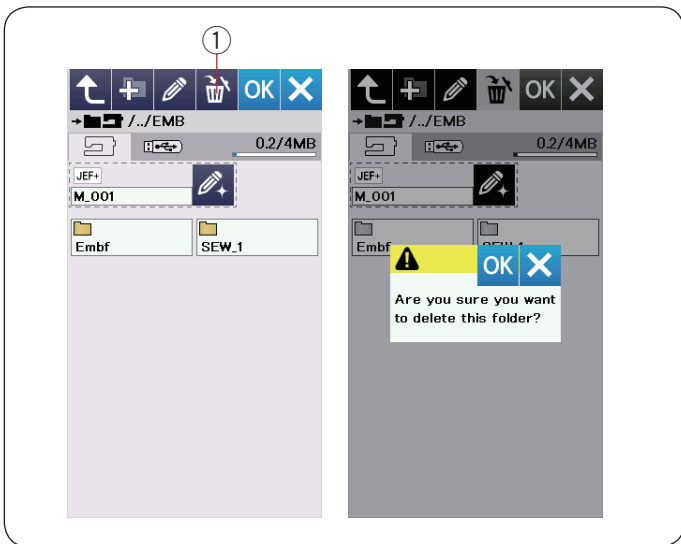 ①
OK
/../EMB
0.2/4MB
JEF+
M_001
Embf
SEW_1
OK
/../EMB
0.2/4MB
JEF+
M_001
Embf
OK
Are you sure you want
to delete this folder?